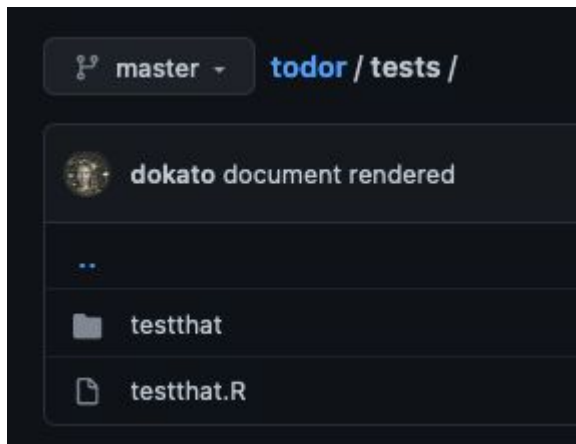 master todor / tests /
dokato document rendered
..
testthat
testthat.R